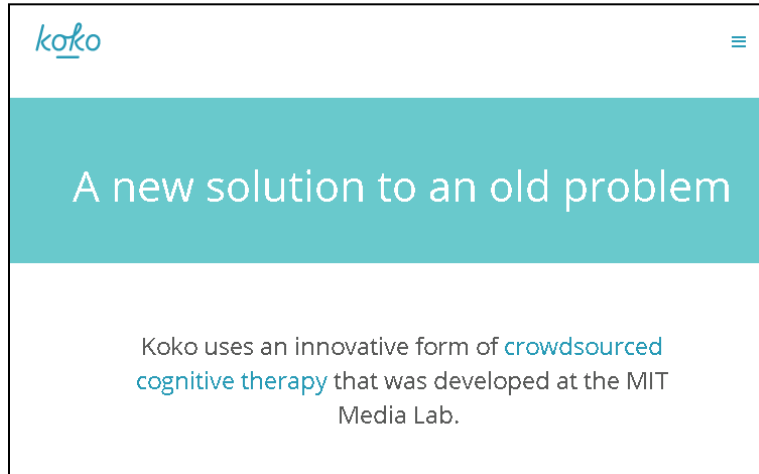 koko
A new solution to an old problem
Koko uses an innovative form of crowdsourced
cognitive therapy that was developed at the MIT
Media Lab.